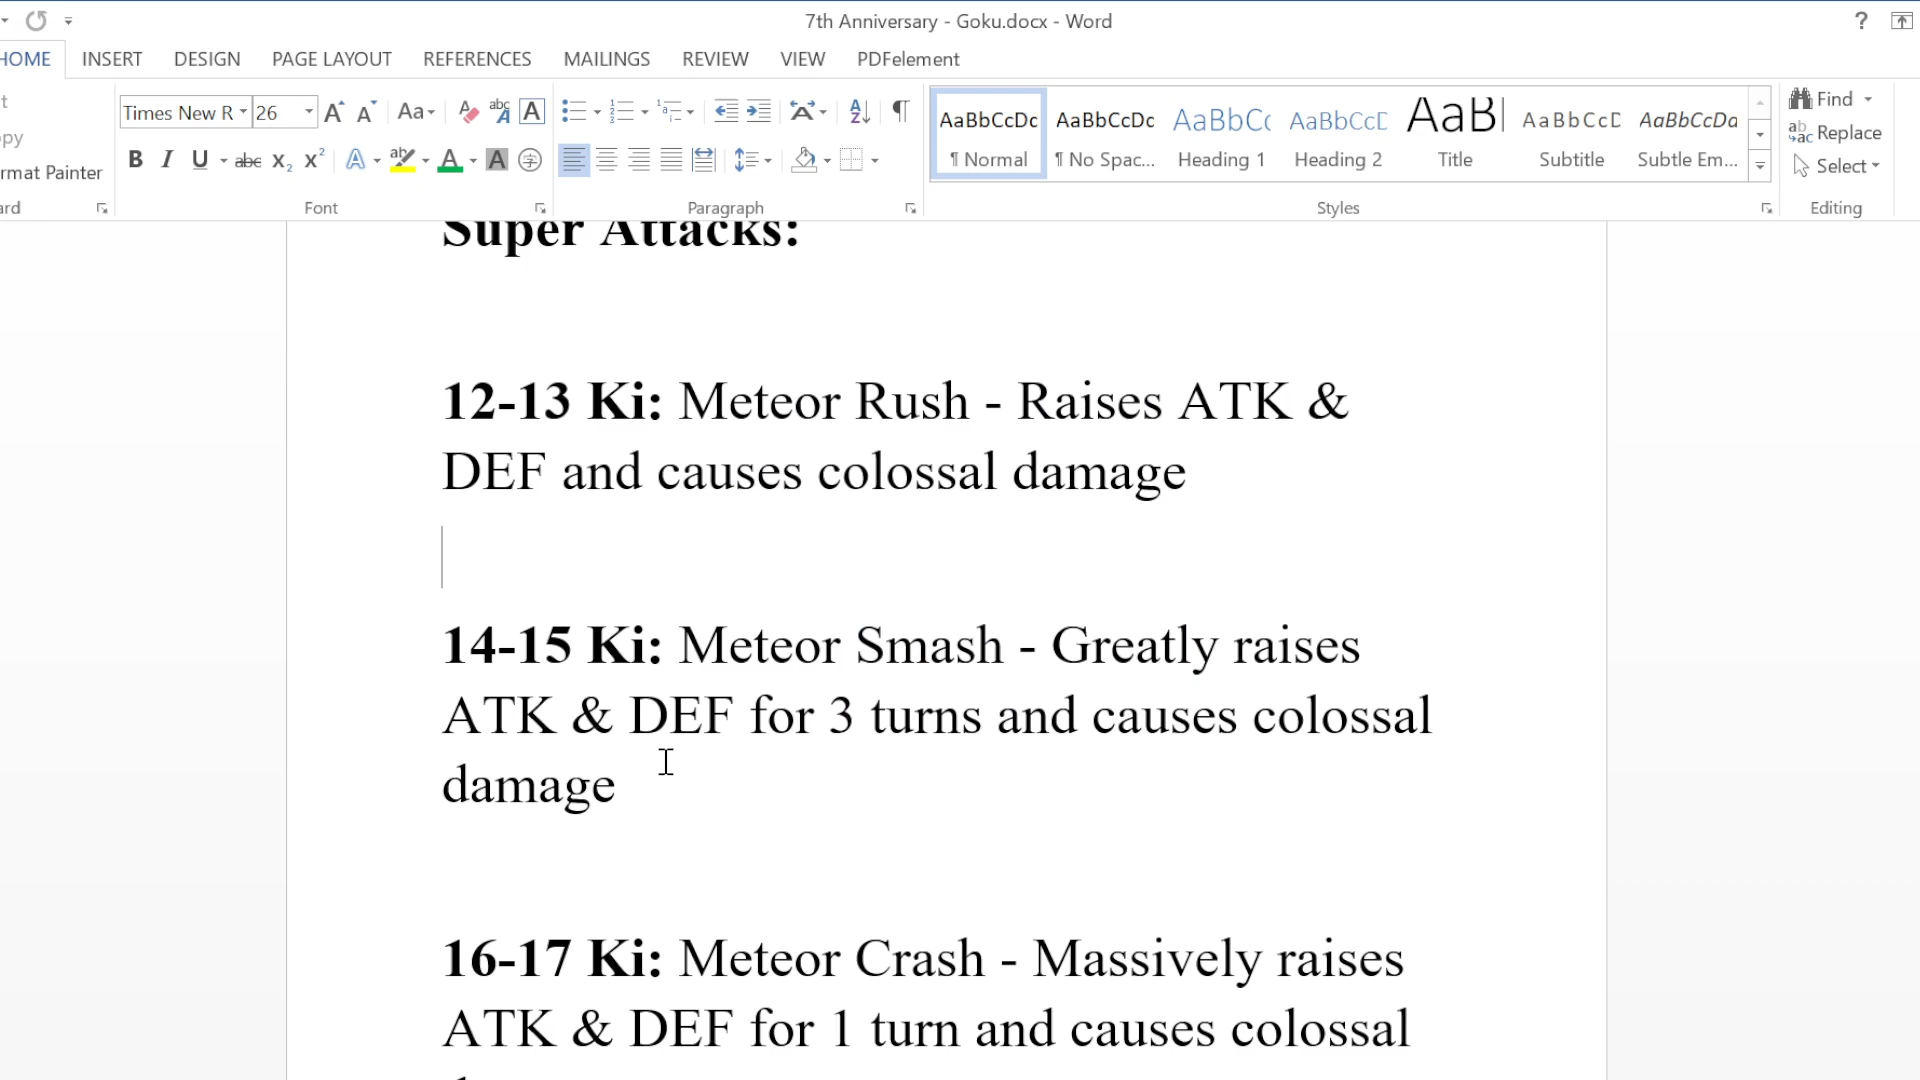 7th Anniversary - Goku.docx - Word
?
HOME INSERT DESIGN PAGE LAYOUT REFERENCES MAILINGS REVIEW VIEW PDFelement
Times New R 26 Aa
AaBbCcDc AaBbCcDc AaBbCc AaBbCcD AaB AaBbCcD AaBbCcDa
¶ Normal ¶ No Spac... Heading 1 Heading 2 Title Subtitle Subtle Em...
Find
Replace
Select
rmat Painter
Font Paragraph Styles Editing
Super Attacks:
12-13 Ki: Meteor Rush - Raises ATK &
DEF and causes colossal damage
14-15 Ki: Meteor Smash - Greatly raises
ATK & DEF for 3 turns and causes colossal
damage
16-17 Ki: Meteor Crash - Massively raises
ATK & DEF for 1 turn and causes colossal